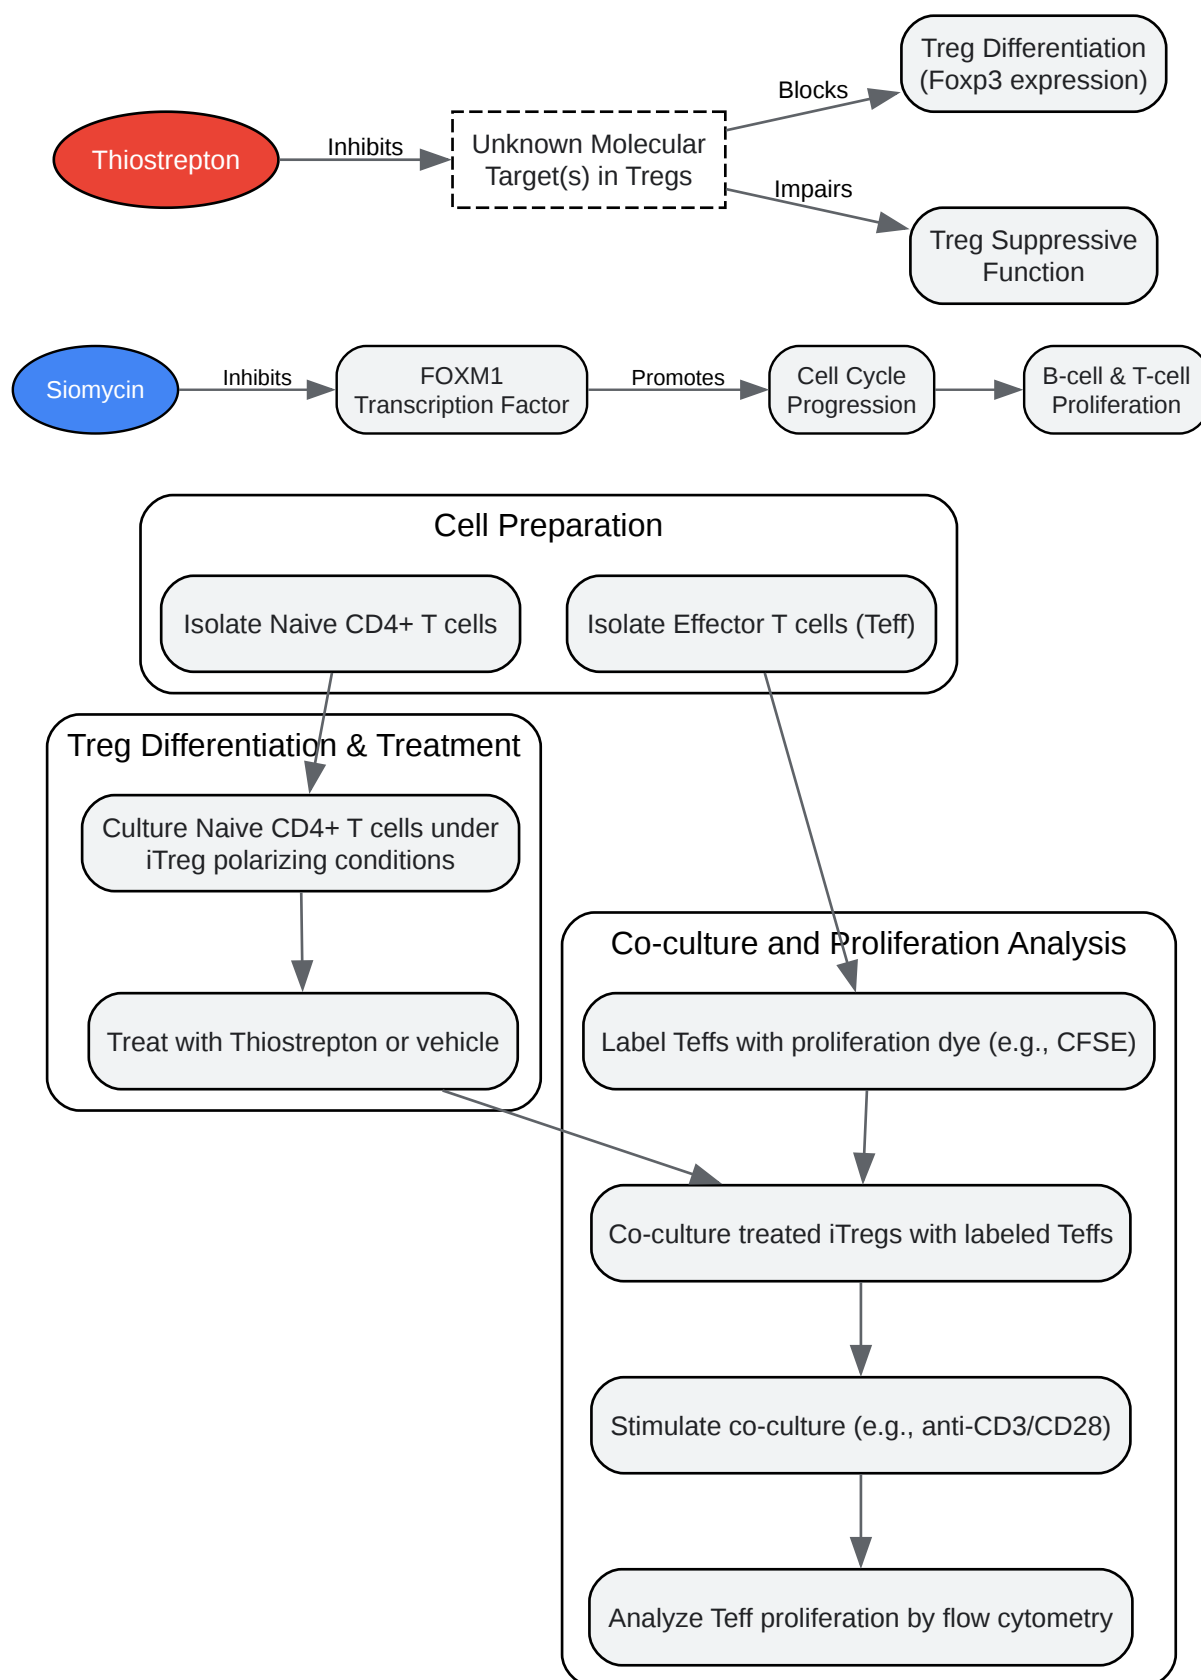 Thiostrepton
Inhibits
Unknown Molecular
Target(s) in Tregs
Blocks
Treg Differentiation
(Foxp3 expression)
Impairs
Treg Suppressive
Function
Siomycin
Inhibits
FOXM1
Transcription Factor
Promotes
Cell Cycle
Progression
B-cell & T-cell
Proliferation
Cell Preparation
Isolate Naive CD4+ T cells
Isolate Effector T cells (Teff)
Treg Differentiation & Treatment
Culture Naive CD4+ T cells under
iTreg polarizing conditions
Treat with Thiostrepton or vehicle
Co-culture and Proliferation Analysis
Label Teffs with proliferation dye (e.g., CFSE)
Co-culture treated iTregs with labeled Teffs
Stimulate co-culture (e.g., anti-CD3/CD28)
Analyze Teff proliferation by flow cytometry